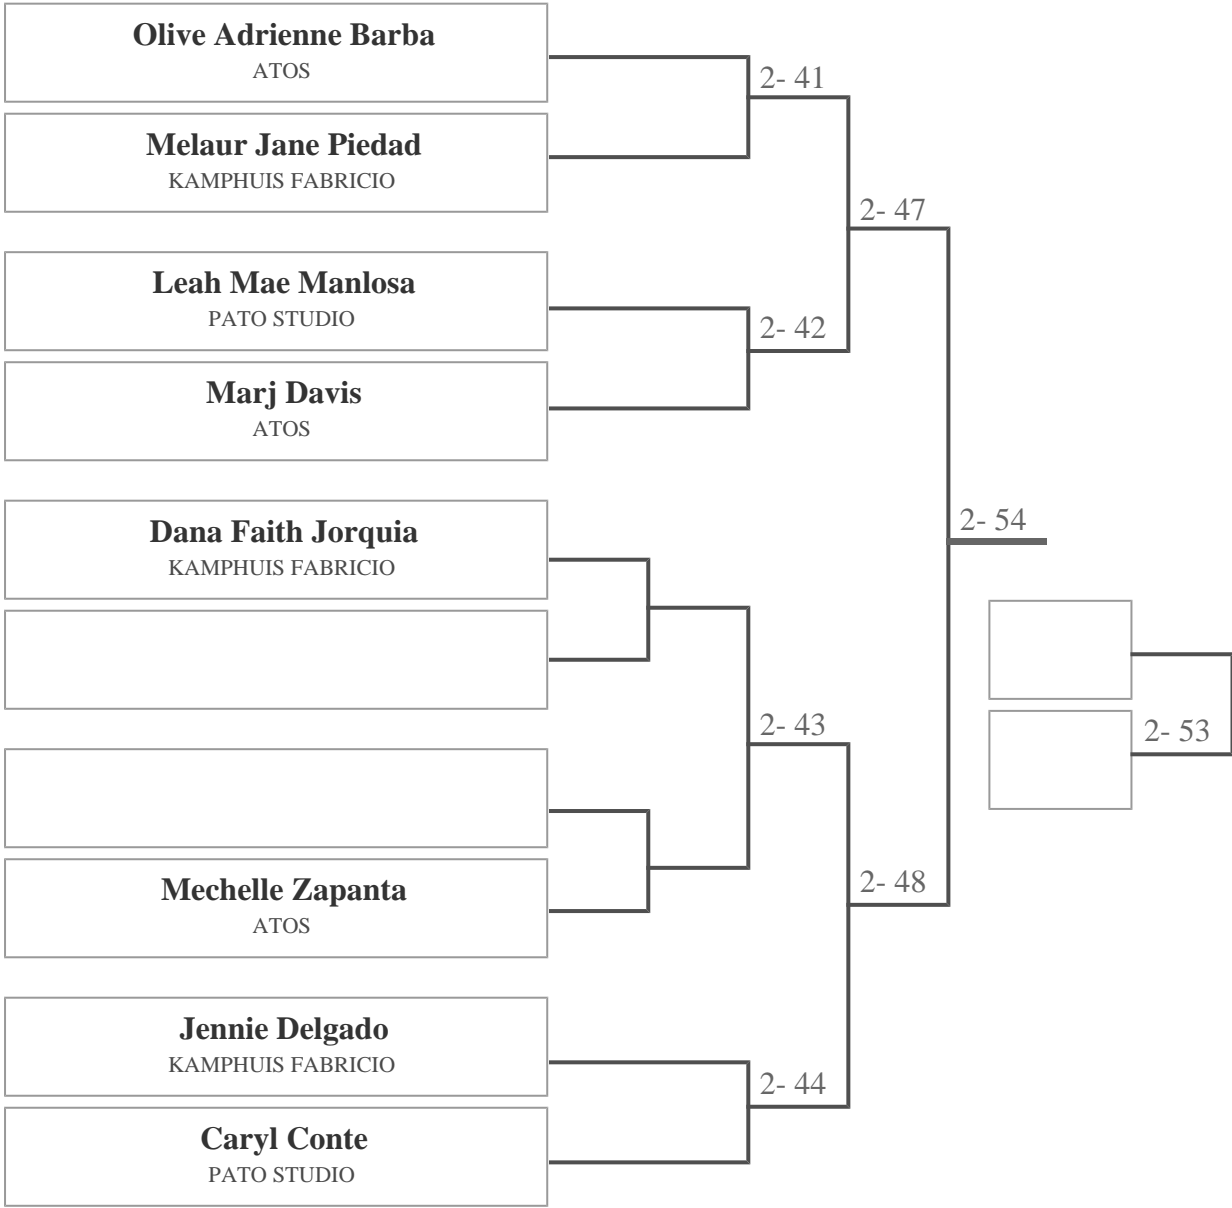 Olive Adrienne Barba
ATOS
2- 41
Melaur Jane Piedad
KAMPHUIS FABRICIO
2- 47
Leah Mae Manlosa
PATO STUDIO
2- 42
Marj Davis
ATOS
Dana Faith Jorquia
KAMPHUIS FABRICIO
2- 54
2- 43
2- 53
Mechelle Zapanta
ATOS
2- 48
Jennie Delgado
KAMPHUIS FABRICIO
2- 44
Caryl Conte
PATO STUDIO